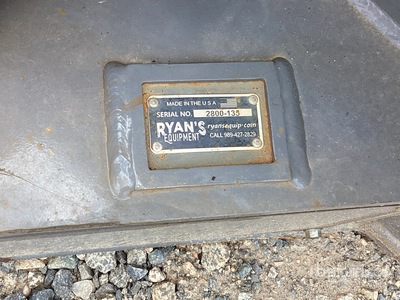 MADE IN THE U S A
SERIAL NO. 2800-135
RYAN'S ryansequip.com
EQUIPMENT CALL 989-427-2829